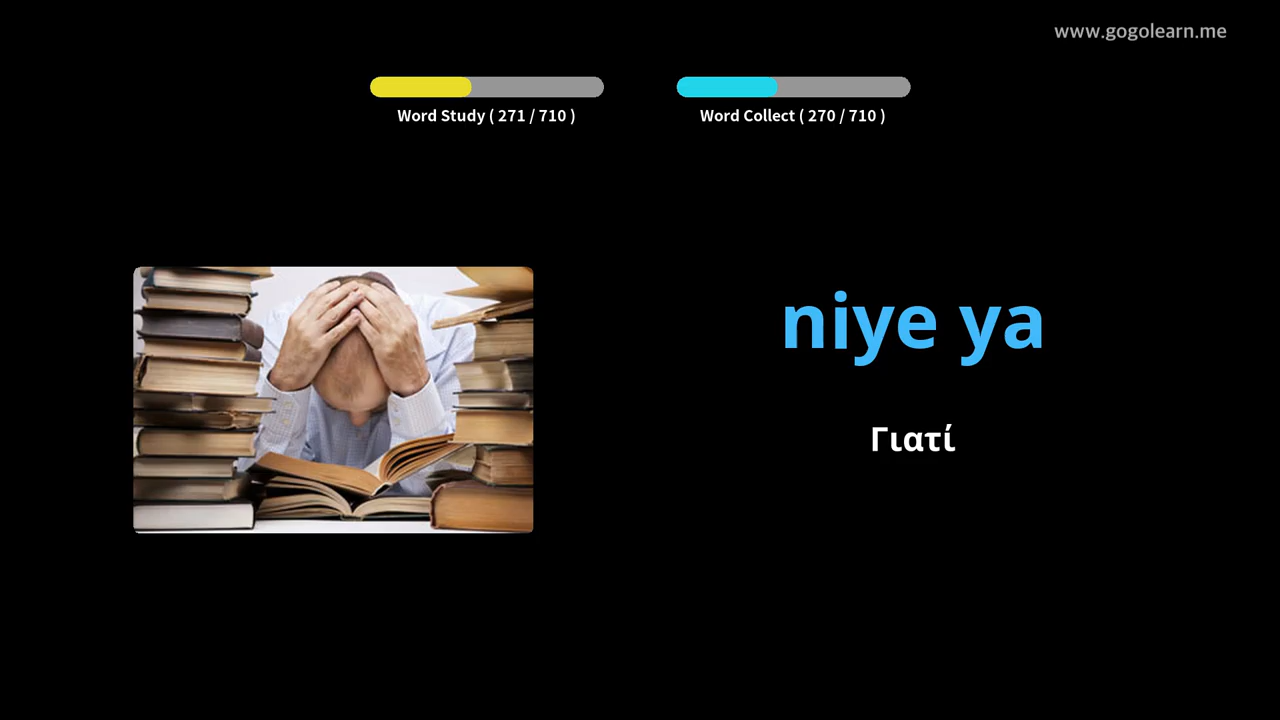 www.gogolearn.me
Word Study ( 271 / 710 )
Word Collect ( 270 / 710 )
niye ya
Γιατί